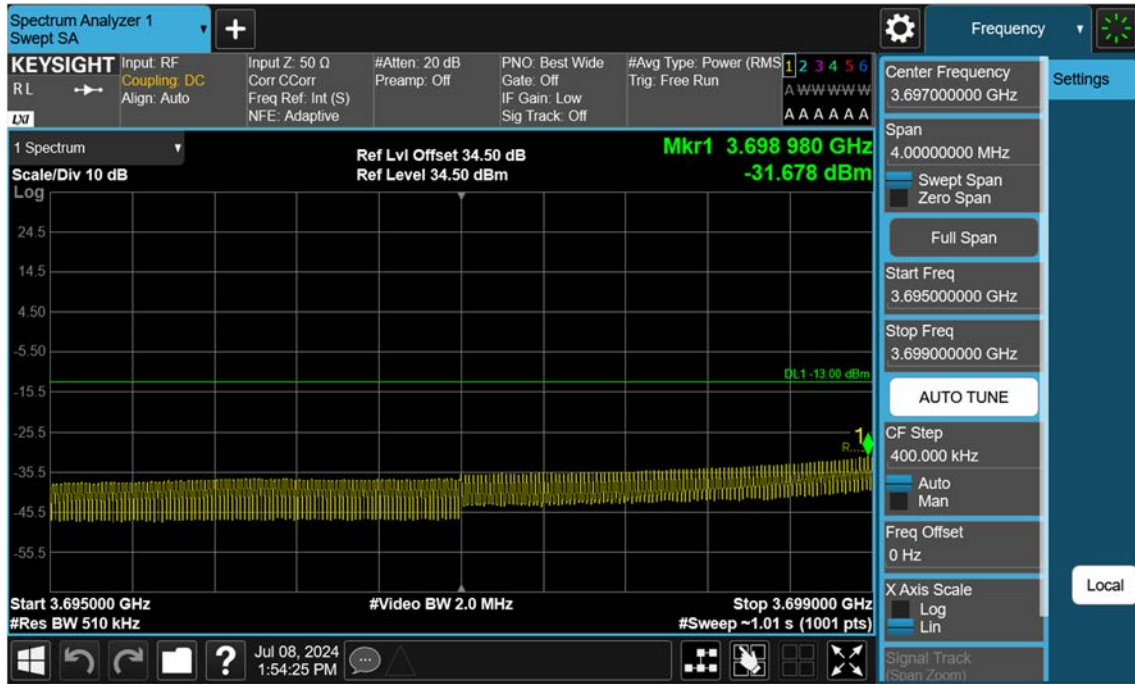 Spectrum Analyzer 1
Swept SA
Frequency
KEYSIGHT
R L
LXI
Input: RF
Coupling: DC
Align: Auto
Input Z: 50 Ω
Corr CCorr
Freq Ref: Int (S)
NFE: Adaptive
#Atten: 20 dB
Preamp: Off
PNO: Best Wide
Gate: Off
IF Gain: Low
Sig Track: Off
#Avg Type: Power (RMS
Trig: Free Run
1 2 3 4 5 6
A W W W W W
A A A A A A
1 Spectrum
Scale/Div 10 dB
Log
Ref Lvl Offset 34.50 dB
Ref Level 34.50 dBm
Mkr1 3.698 980 GHz
-31.678 dBm
24.5
14.5
4.50
-5.50
DL1 -13.00 dBm
-15.5
-25.5
1
R...
-35.5
-45.5
-55.5
Start 3.695000 GHz
#Res BW 510 kHz
#Video BW 2.0 MHz
Stop 3.699000 GHz
#Sweep ~1.01 s (1001 pts)
Center Frequency
3.697000000 GHz
Settings
Span
4.00000000 MHz
Swept Span
Zero Span
Full Span
Start Freq
3.695000000 GHz
Stop Freq
3.699000000 GHz
AUTO TUNE
CF Step
400.000 kHz
Auto
Man
Freq Offset
0 Hz
X Axis Scale
Log
Lin
Local
Signal Track
(Span Zoom)
?
Jul 08, 2024
1:54:25 PM